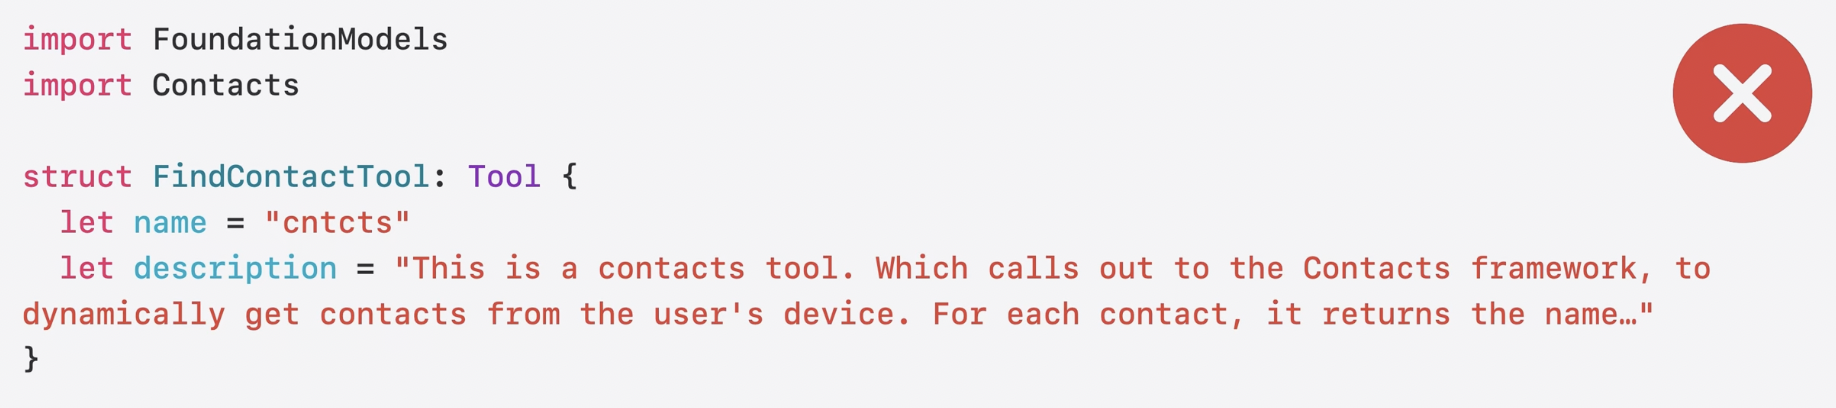 import FoundationModels
import Contacts
struct FindContactTool: Tool {
  let name = "cntcts"
  let description = "This is a contacts tool. Which calls out to the Contacts framework, to
dynamically get contacts from the user's device. For each contact, it returns the name…"
}